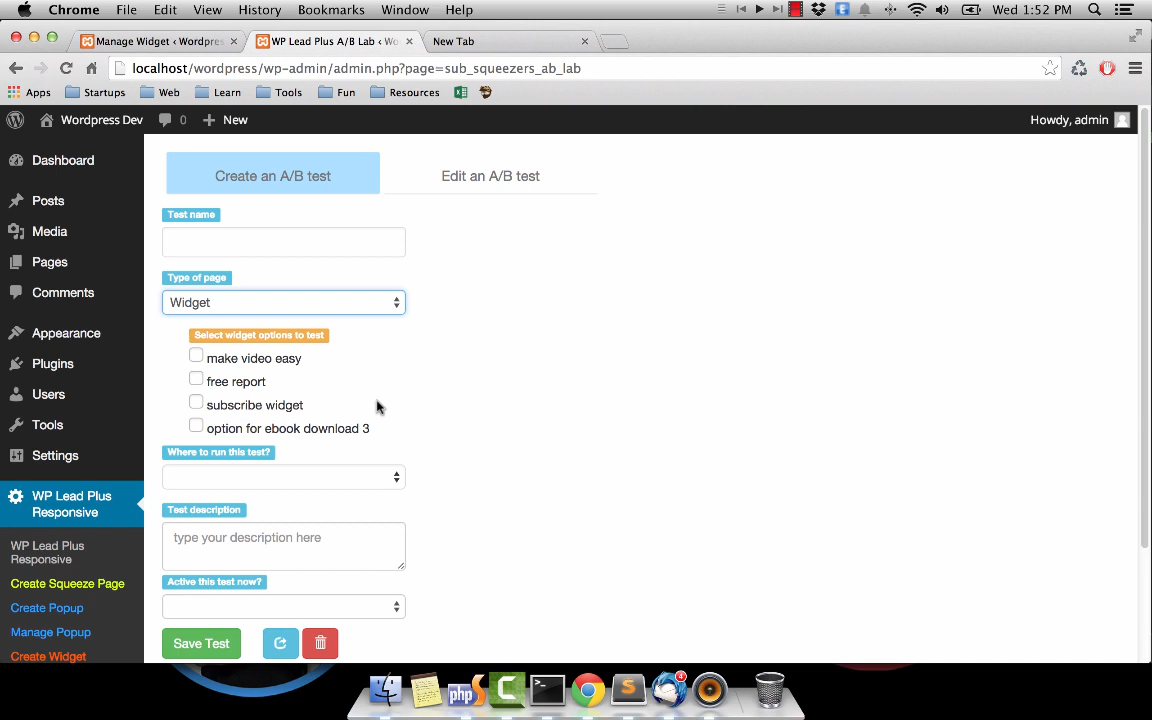 Chrome File Edit View History Bookmarks Window Help Wed 1:52 PM
Manage Widget ‹ Wordpres WP Lead Plus A/B Lab ‹ Wo New Tab
localhost/wordpress/wp-admin/admin.php?page=sub_squeezers_ab_lab
Apps Startups Web Learn Tools Fun Resources
Wordpress Dev 0 New Howdy, admin
Dashboard
Posts
Media
Pages
Comments
Appearance
Plugins
Users
Tools
Settings
WP Lead Plus
Responsive
WP Lead Plus
Responsive
Create Squeeze Page
Create Popup
Manage Popup
Create Widget
Create an A/B test Edit an A/B test
Test name
Type of page
Widget
Select widget options to test
make video easy
free report
subscribe widget
option for ebook download 3
Where to run this test?
Test description
type your description here
Active this test now?
Save Test
php
C
S
4